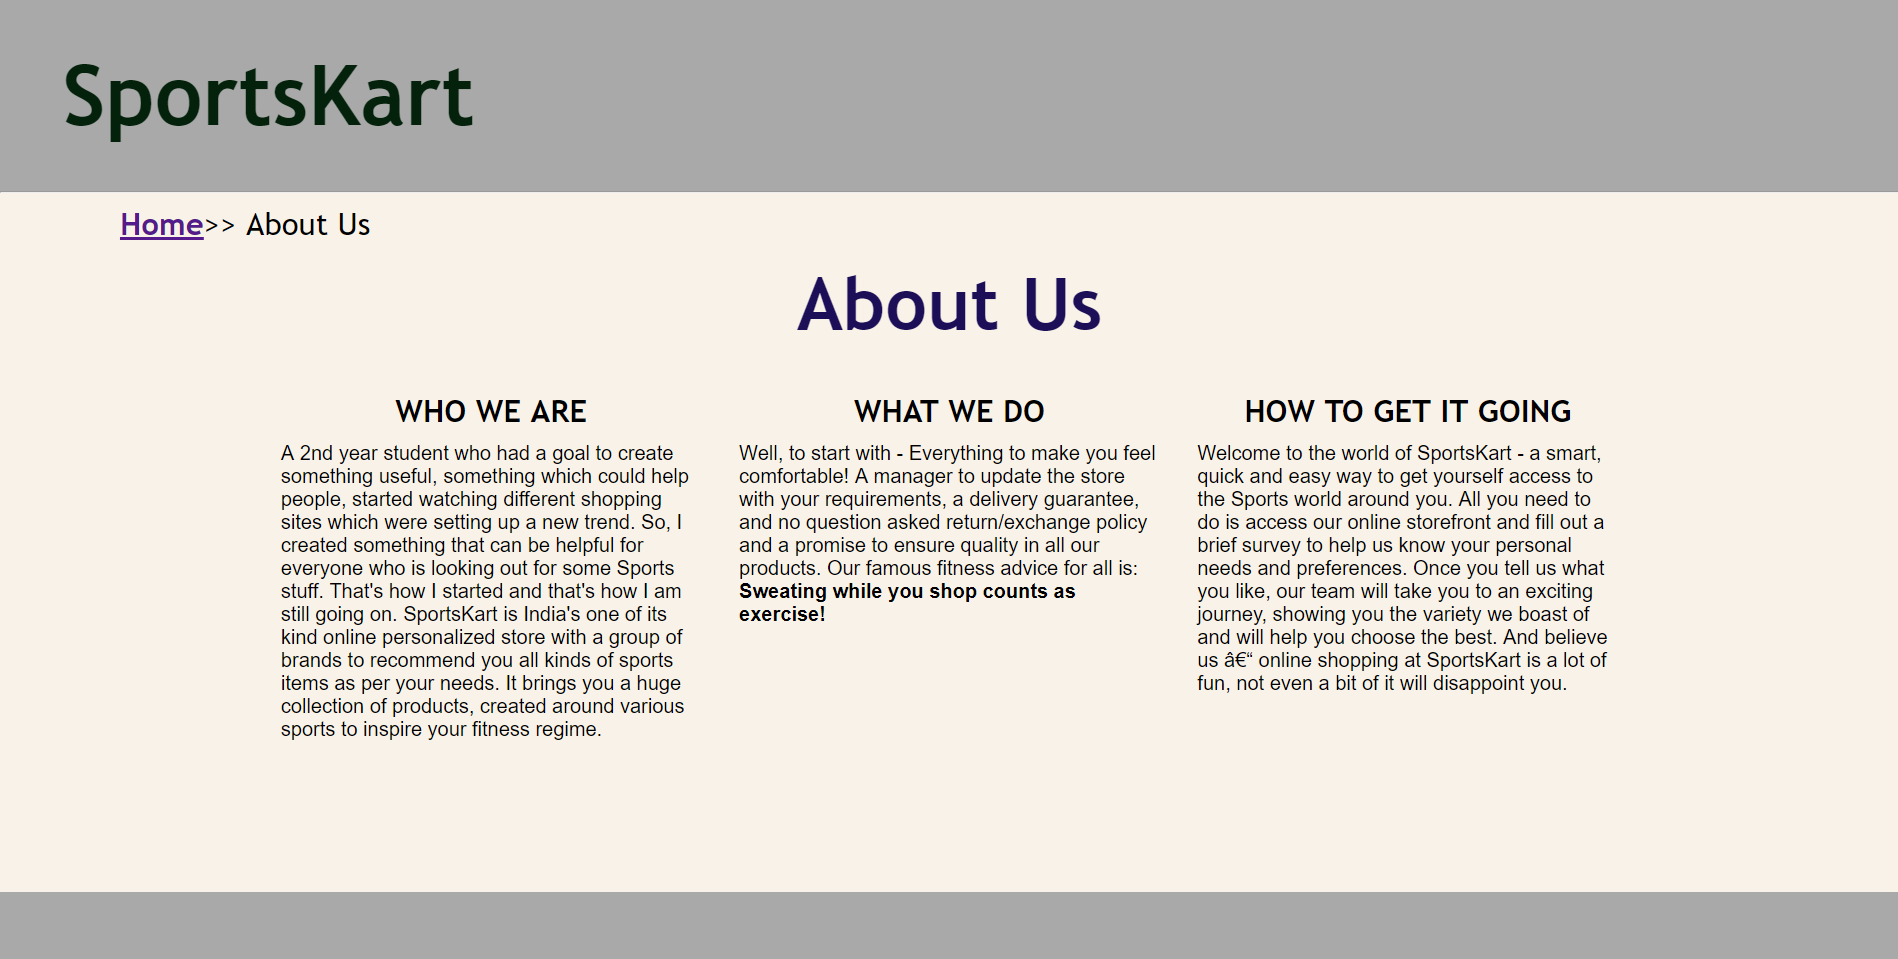 SportsKart
Home>> About Us
About Us
WHO WE ARE
A 2nd year student who had a goal to create
something useful, something which could help
people, started watching different shopping
sites which were setting up a new trend. So, I
created something that can be helpful for
everyone who is looking out for some Sports
stuff. That's how I started and that's how I am
still going on. SportsKart is India's one of its
kind online personalized store with a group of
brands to recommend you all kinds of sports
items as per your needs. It brings you a huge
collection of products, created around various
sports to inspire your fitness regime.
WHAT WE DO
Well, to start with - Everything to make you feel
comfortable! A manager to update the store
with your requirements, a delivery guarantee,
and no question asked return/exchange policy
and a promise to ensure quality in all our
products. Our famous fitness advice for all is:
Sweating while you shop counts as
exercise!
HOW TO GET IT GOING
Welcome to the world of SportsKart - a smart,
quick and easy way to get yourself access to
the Sports world around you. All you need to
do is access our online storefront and fill out a
brief survey to help us know your personal
needs and preferences. Once you tell us what
you like, our team will take you to an exciting
journey, showing you the variety we boast of
and will help you choose the best. And believe
us â€“ online shopping at SportsKart is a lot of
fun, not even a bit of it will disappoint you.